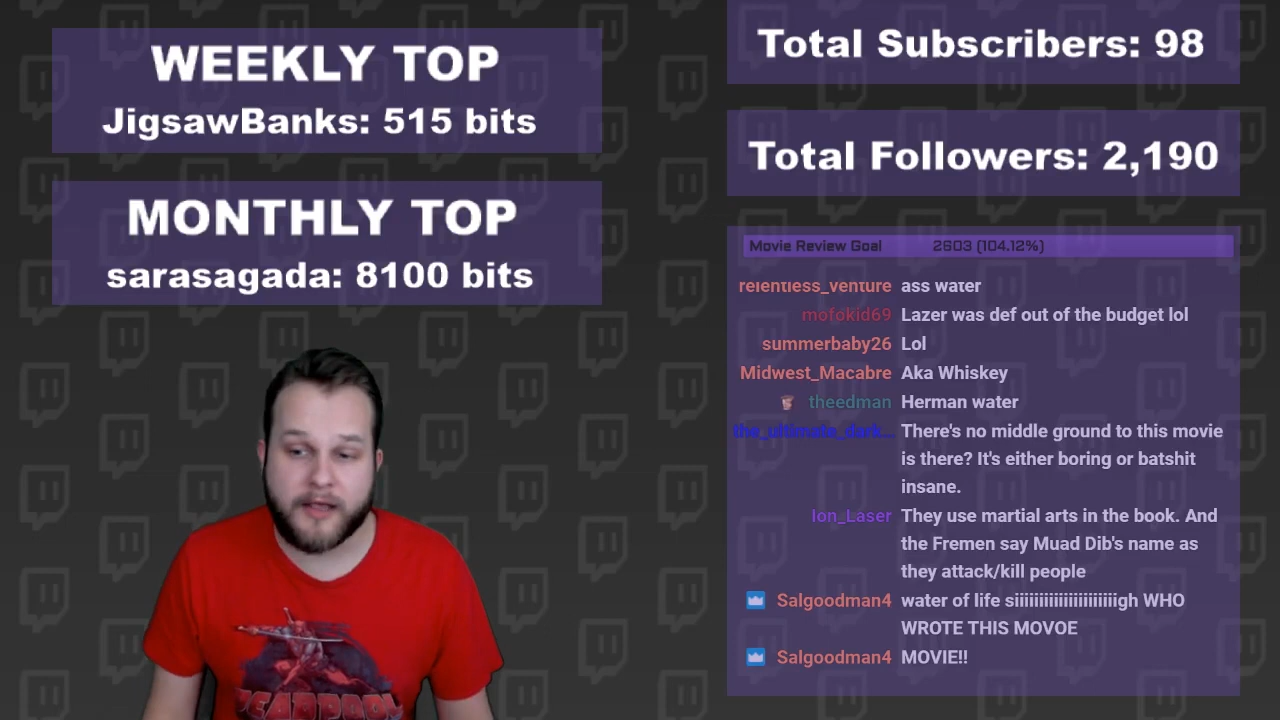 WEEKLY TOP
JigsawBanks: 515 bits
MONTHLY TOP
sarasagada: 8100 bits
Total Subscribers: 98
Total Followers: 2,190
Movie Review Goal 2603 (104.12%)
relentless_venture ass water
mofokid69 Lazer was def out of the budget lol
summerbaby26 Lol
Midwest_Macabre Aka Whiskey
theedman Herman water
the_ultimate_dark... There's no middle ground to this movie
is there? It's either boring or batshit
insane.
Ion_Laser They use martial arts in the book. And
the Fremen say Muad Dib's name as
they attack/kill people
Salgoodman4 water of life siiiiiiiiiiiiiiiiiiiiigh WHO
WROTE THIS MOVOE
Salgoodman4 MOVIE!!
DEADPOOL